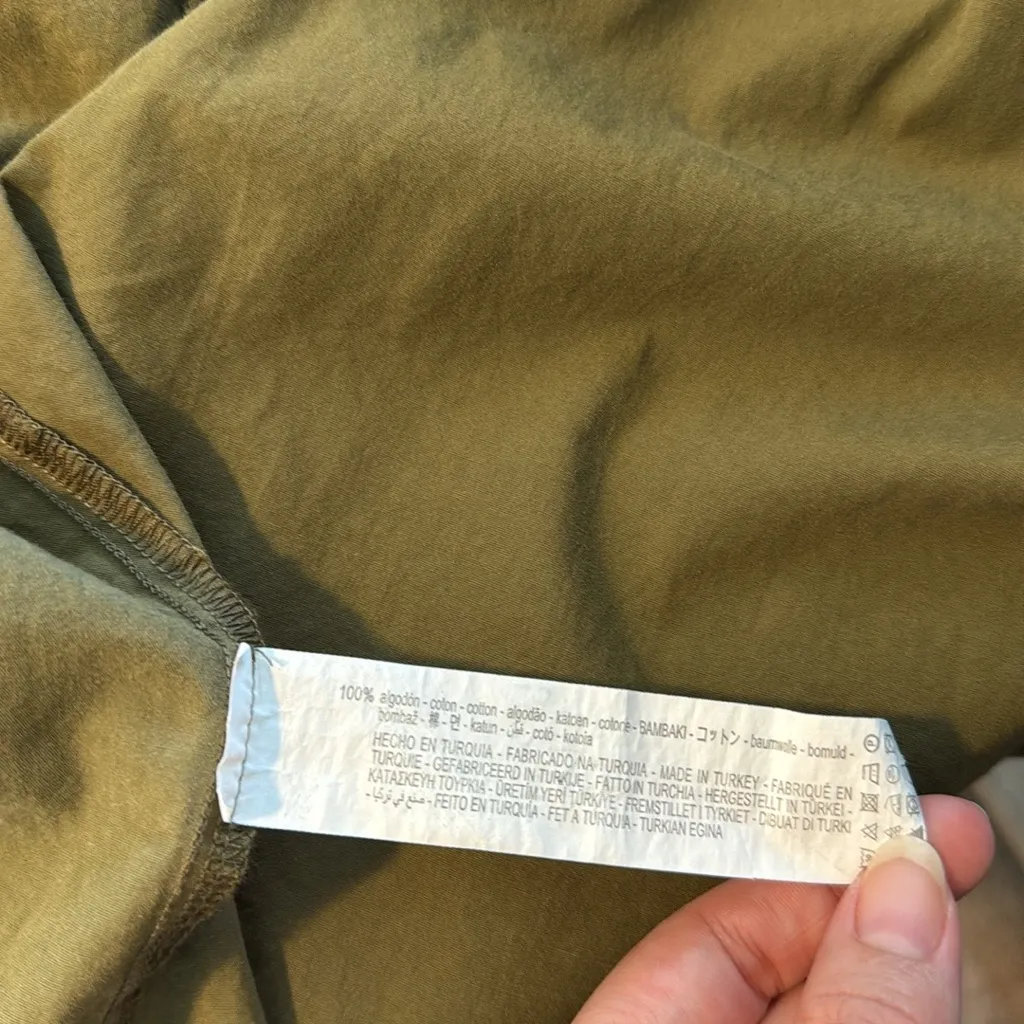 100% algodón - coton - cotton - algodão - katoen - cotone - BAMBAKI - コットン - baumwolle - bomuld -
bombaž - 棉 - 면 - katun - قطن - cotó - kotoia
HECHO EN TURQUIA - FABRICADO NA TURQUIA - MADE IN TURKEY - FABRIQUÉ EN
TURQUIE - GEFABRICEERD IN TURKIJE - FATTO IN TURCHIA - HERGESTELLT IN TÜRKEI -
ΚΑΤΑΣΚΕΥΗ ΤΟΥΡΚΙΑ - ÜRETİM YERİ TÜRKİYE - FREMSTILLET I TYRKIET - DIBUAT DI TURKI
- صنع في تركيا - FEITO EN TURQUÍA - FET A TURQUIA - TURKIAN EGINA